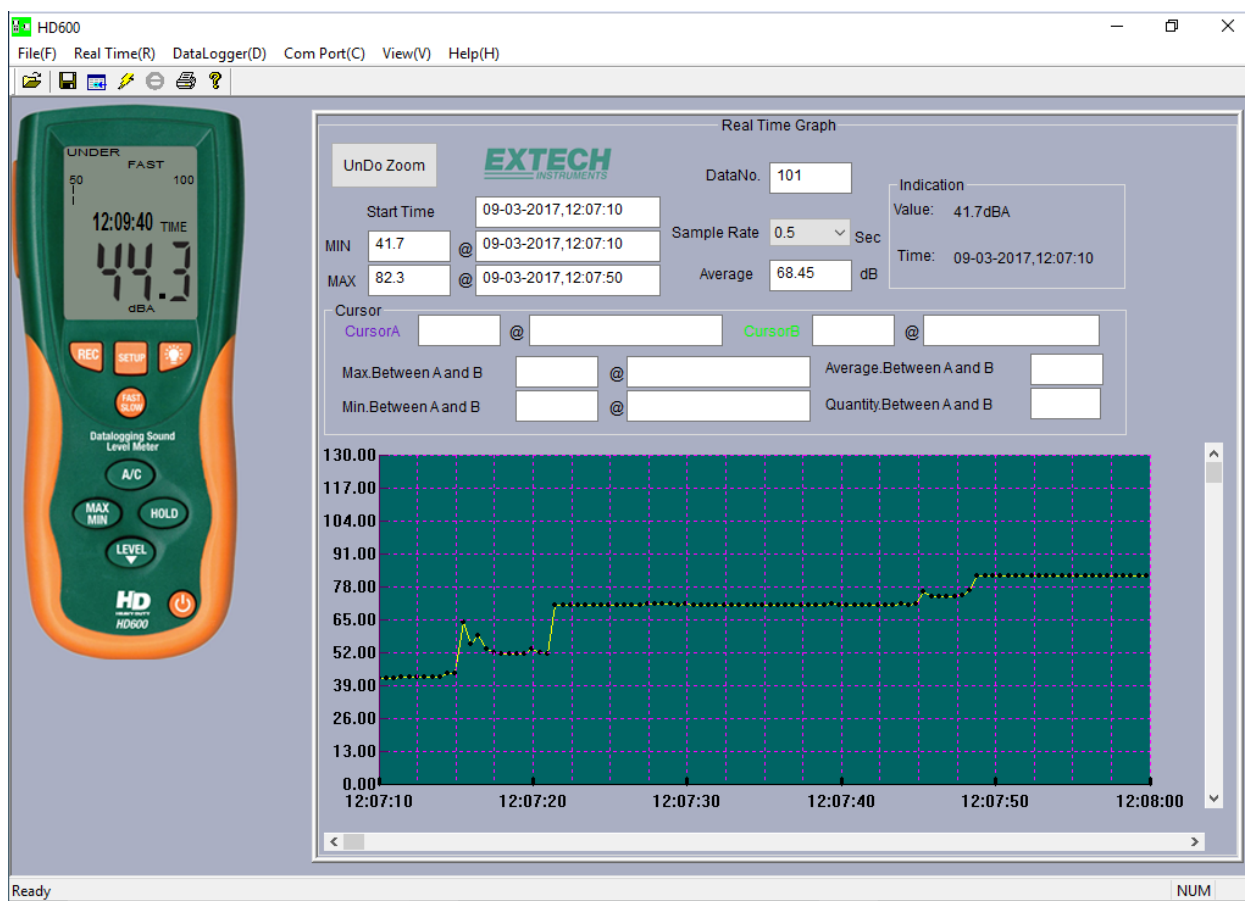 HD600
File(F) Real Time(R) DataLogger(D) Com Port(C) View(V) Help(H)
UNDER
FAST
50 100
12:09:40 TIME
44.3
dBA
REC SETUP
FAST
SLOW
Datalogging Sound
Level Meter
A/C
MAX
MIN
HOLD
LEVEL
HD
HEAVY DUTY
HD600
Real Time Graph
UnDo Zoom
EXTECH
INSTRUMENTS
DataNo. 101
Indication
Value: 41.7dBA
Time: 09-03-2017,12:07:10
Start Time 09-03-2017,12:07:10
Sample Rate 0.5 Sec
MIN 41.7 @ 09-03-2017,12:07:10
MAX 82.3 @ 09-03-2017,12:07:50
Average 68.45 dB
Cursor
CursorA @ CursorB @
Max.Between A and B @ Average.Between A and B
Min.Between A and B @ Quantity.Between A and B
130.00
117.00
104.00
91.00
78.00
65.00
52.00
39.00
26.00
13.00
0.00
12:07:10 12:07:20 12:07:30 12:07:40 12:07:50 12:08:00
Ready NUM